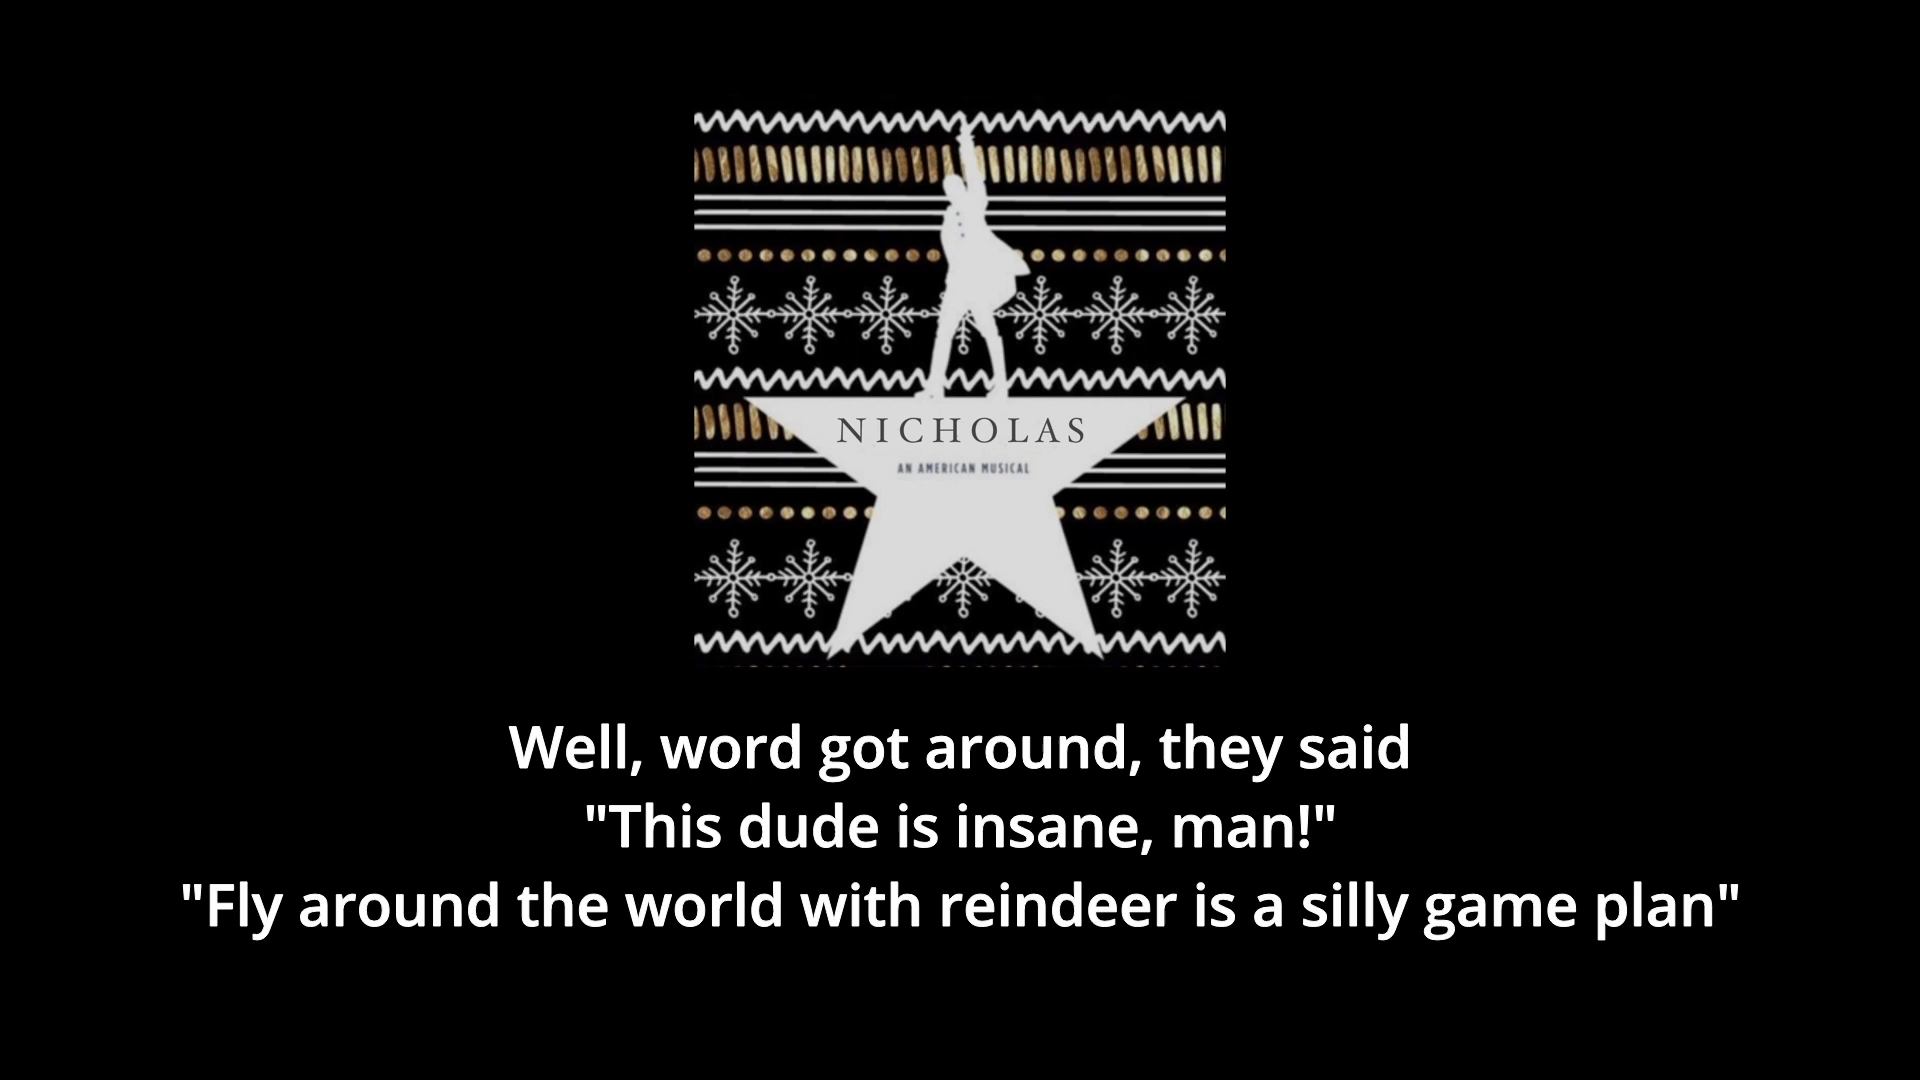 NICHOLAS
AN AMERICAN MUSICAL
Well, word got around, they said
"This dude is insane, man!"
"Fly around the world with reindeer is a silly game plan"